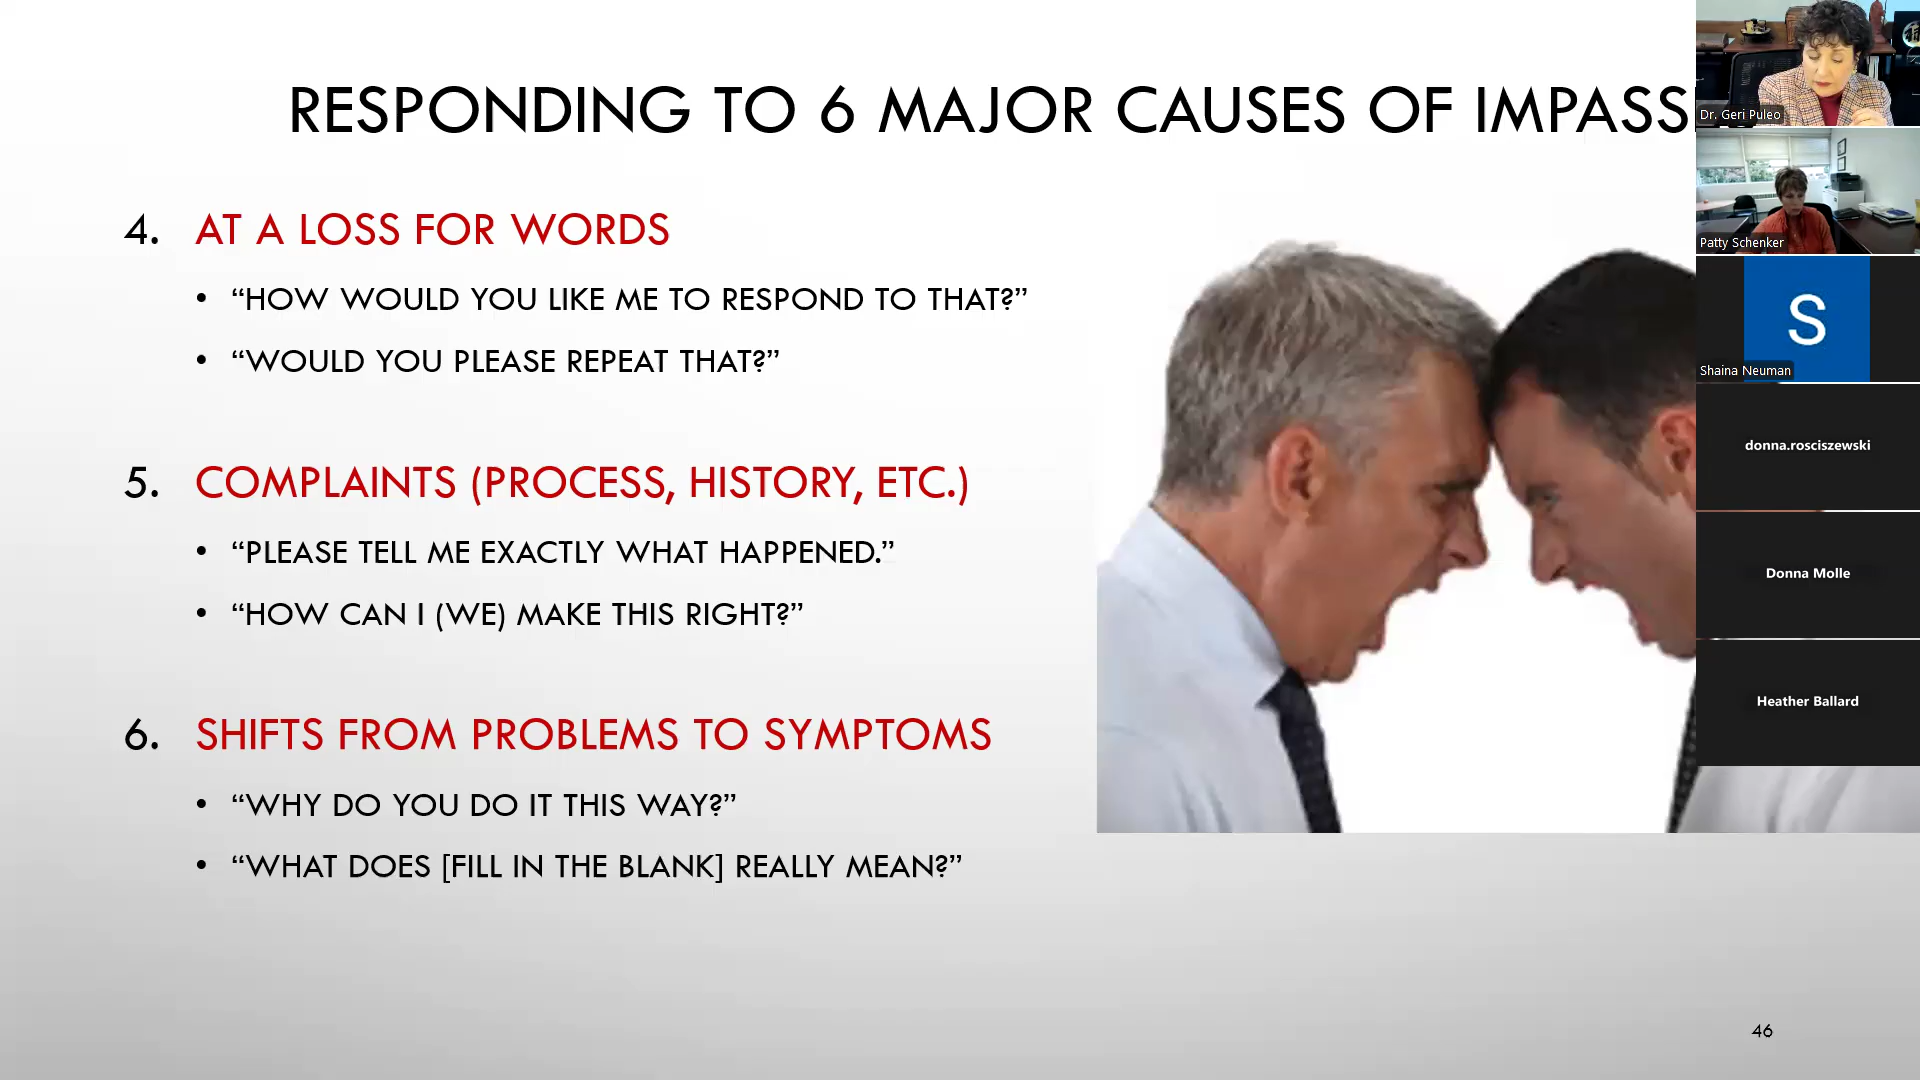 RESPONDING TO 6 MAJOR CAUSES OF IMPASS
4. AT A LOSS FOR WORDS
• “HOW WOULD YOU LIKE ME TO RESPOND TO THAT?”
• “WOULD YOU PLEASE REPEAT THAT?”
5. COMPLAINTS (PROCESS, HISTORY, ETC.)
• “PLEASE TELL ME EXACTLY WHAT HAPPENED.”
• “HOW CAN I (WE) MAKE THIS RIGHT?”
6. SHIFTS FROM PROBLEMS TO SYMPTOMS
• “WHY DO YOU DO IT THIS WAY?”
• “WHAT DOES [FILL IN THE BLANK] REALLY MEAN?”
46
Dr. Geri Puleo
Patty Schenker
S
Shaina Neuman
donna.rosciszewski
Donna Molle
Heather Ballard